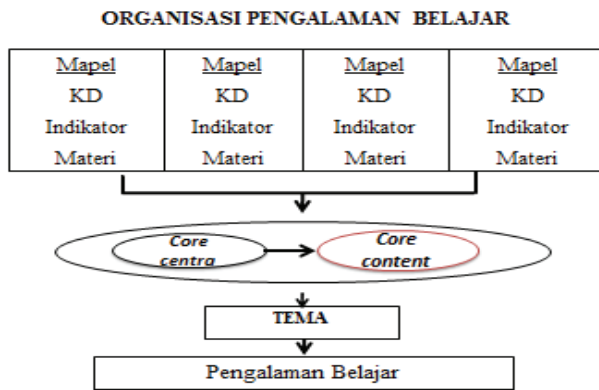 ORGANISASI PENGALAMAN BELAJAR
Mapel Mapel Mapel Mapel
KD KD KD KD
Indikator Indikator Indikator Indikator
Materi Materi Materi Materi
Core Core
centra content
TEMA
Pengalaman Belajar